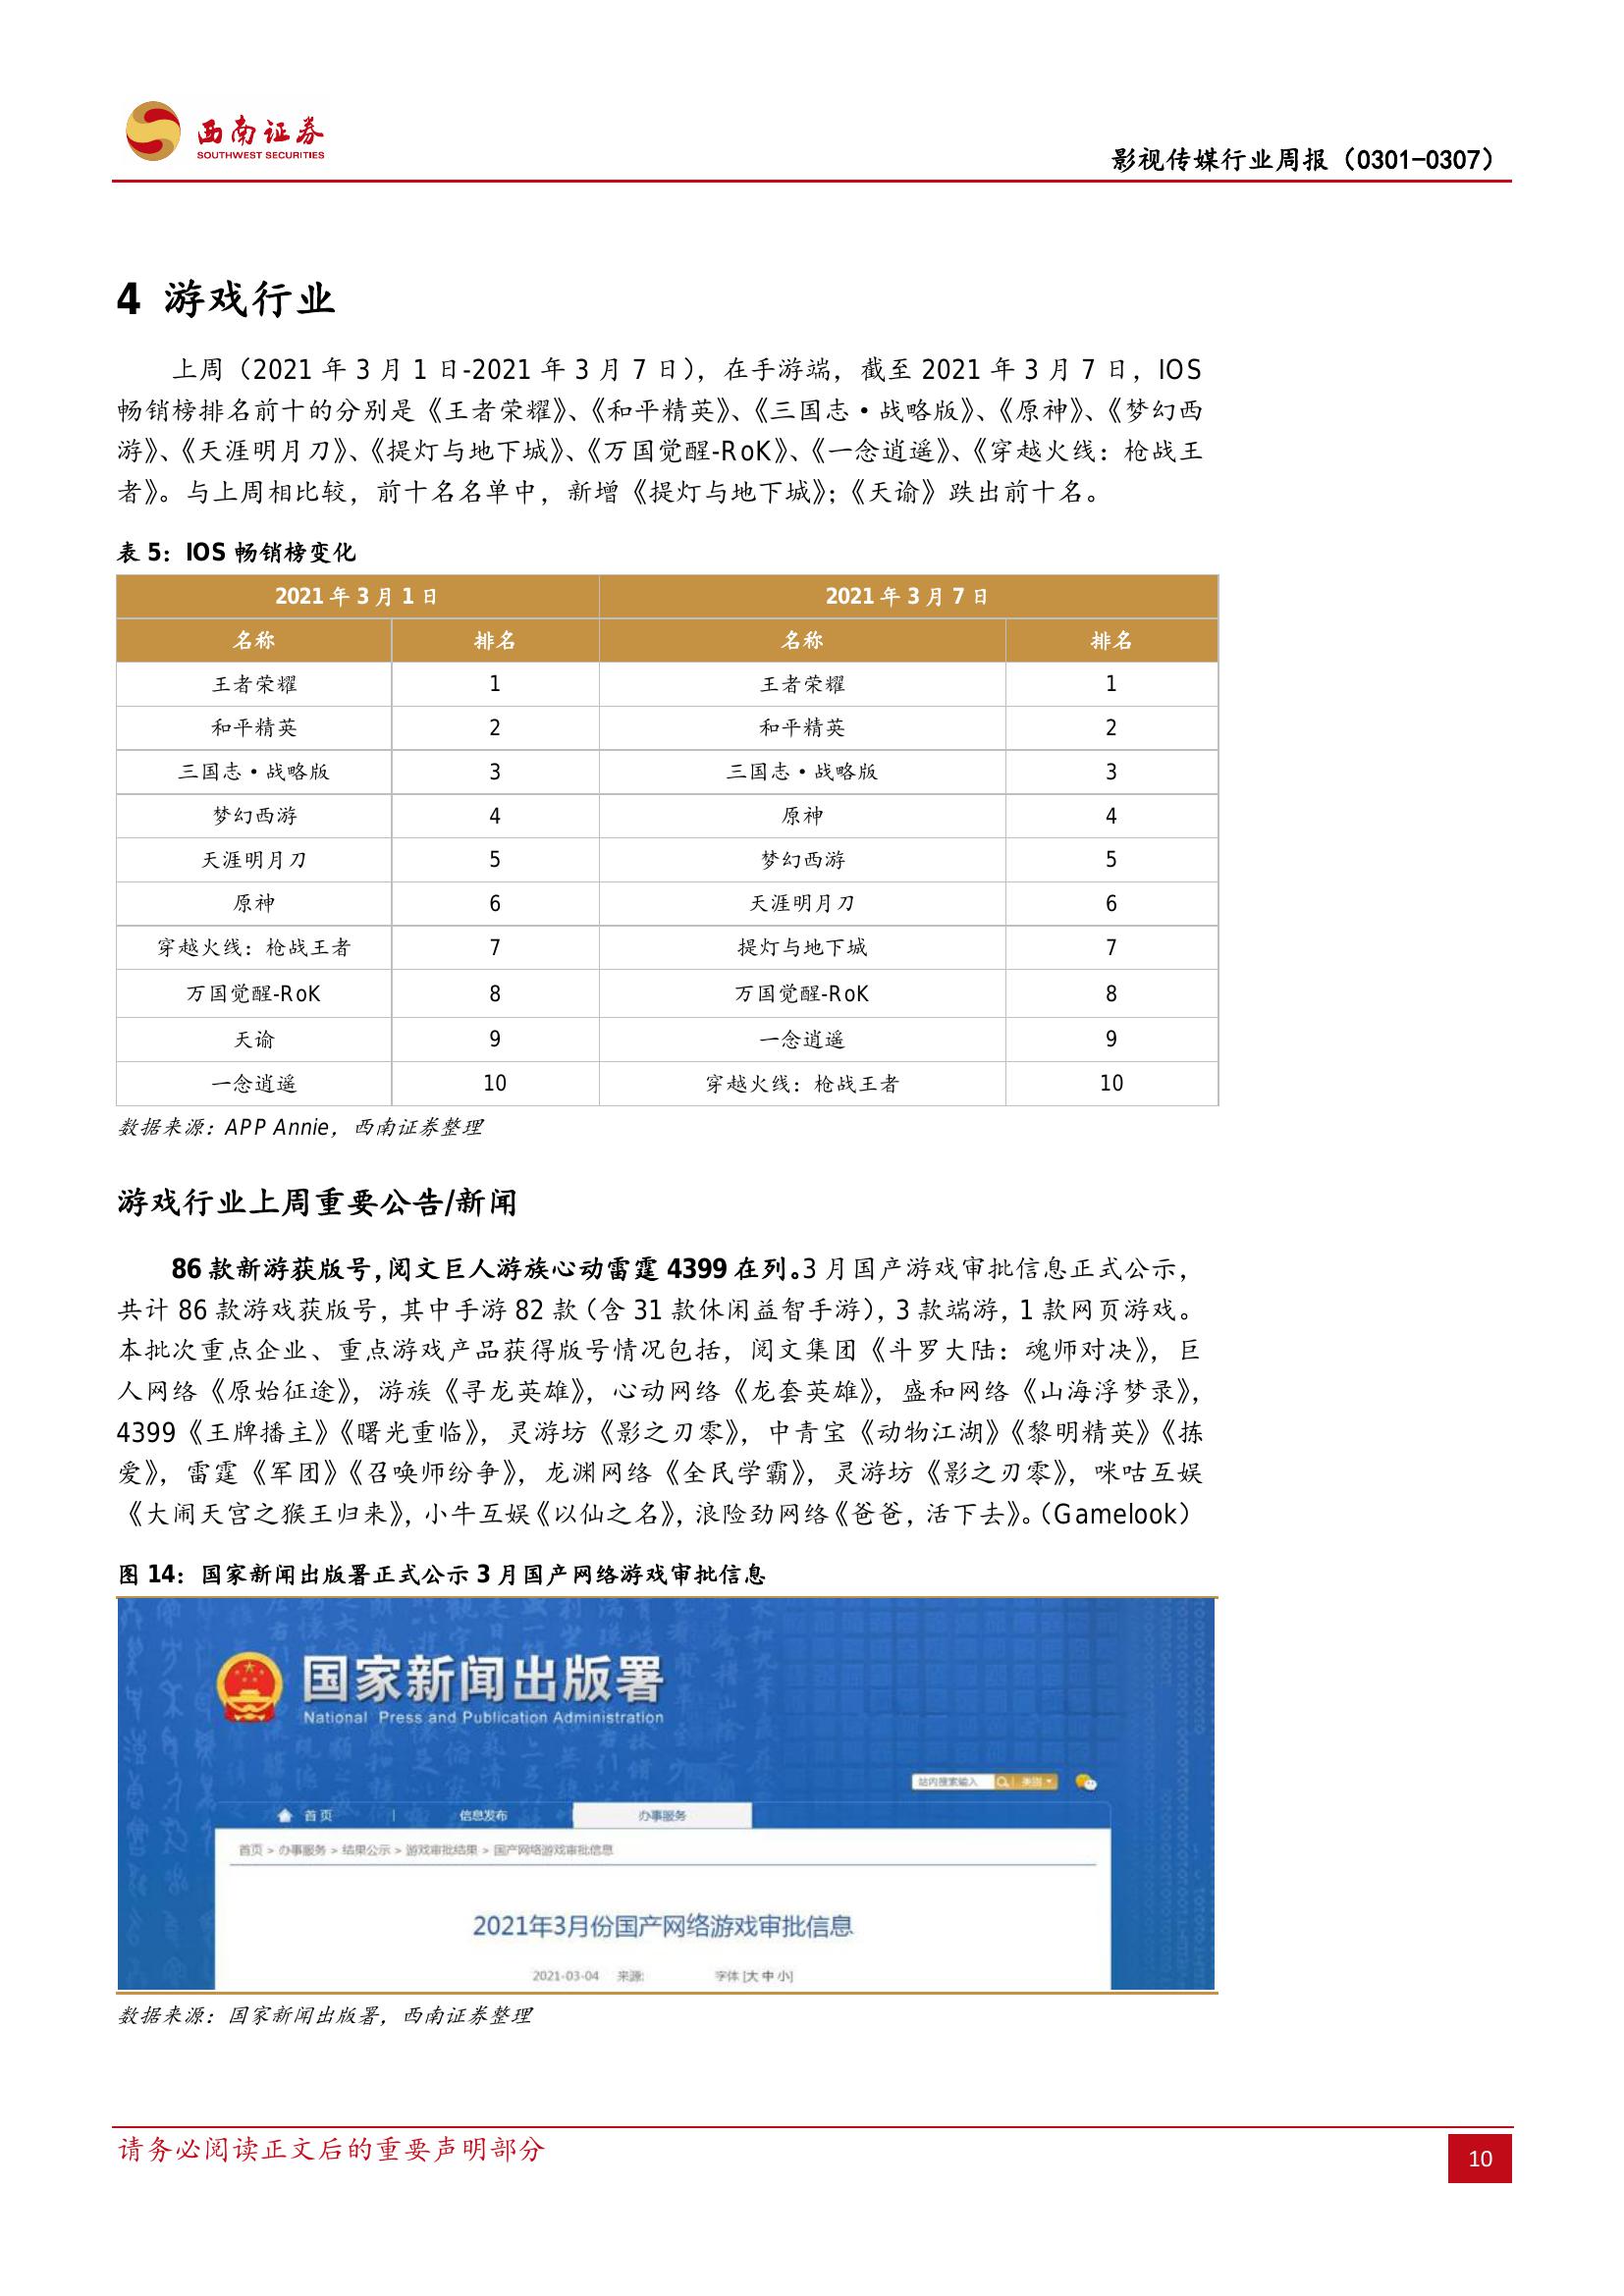 西南证券
SOUTHWEST SECURITIES
影视传媒行业周报（0301-0307）
4 游戏行业
上周（2021 年 3 月 1 日-2021 年 3 月 7 日），在手游端，截至 2021 年 3 月 7 日，IOS
畅销榜排名前十的分别是《王者荣耀》、《和平精英》、《三国志•战略版》、《原神》、《梦幻西
游》、《天涯明月刀》、《提灯与地下城》、《万国觉醒-RoK》、《一念逍遥》、《穿越火线：枪战王
者》。与上周相比较，前十名名单中，新增《提灯与地下城》；《天谕》跌出前十名。
表 5：IOS 畅销榜变化
2021 年 3 月 1 日 2021 年 3 月 7 日
名称 排名 名称 排名
王者荣耀 1 王者荣耀 1
和平精英 2 和平精英 2
三国志•战略版 3 三国志•战略版 3
梦幻西游 4 原神 4
天涯明月刀 5 梦幻西游 5
原神 6 天涯明月刀 6
穿越火线：枪战王者 7 提灯与地下城 7
万国觉醒-RoK 8 万国觉醒-RoK 8
天谕 9 一念逍遥 9
一念逍遥 10 穿越火线：枪战王者 10
数据来源：APP Annie，西南证券整理
游戏行业上周重要公告/新闻
86 款新游获版号，阅文巨人游族心动雷霆 4399 在列。3 月国产游戏审批信息正式公示，
共计 86 款游戏获版号，其中手游 82 款（含 31 款休闲益智手游），3 款端游，1 款网页游戏。
本批次重点企业、重点游戏产品获得版号情况包括，阅文集团《斗罗大陆：魂师对决》，巨
人网络《原始征途》，游族《寻龙英雄》，心动网络《龙套英雄》，盛和网络《山海浮梦录》，
4399《王牌播主》《曙光重临》，灵游坊《影之刃零》，中青宝《动物江湖》《黎明精英》《拣
爱》，雷霆《军团》《召唤师纷争》，龙渊网络《全民学霸》，灵游坊《影之刃零》，咪咕互娱
《大闹天宫之猴王归来》，小牛互娱《以仙之名》，浪险劲网络《爸爸，活下去》。（Gamelook）
图 14：国家新闻出版署正式公示 3 月国产网络游戏审批信息
国家新闻出版署
National Press and Publication Administration
站内搜索输入
首页 | 信息发布 办事服务
首页 > 办事服务 > 结果公示 > 游戏审批结果 > 国产网络游戏审批信息
2021年3月份国产网络游戏审批信息
2021-03-04 来源: 字体 [大 中 小]
数据来源：国家新闻出版署，西南证券整理
请务必阅读正文后的重要声明部分
10